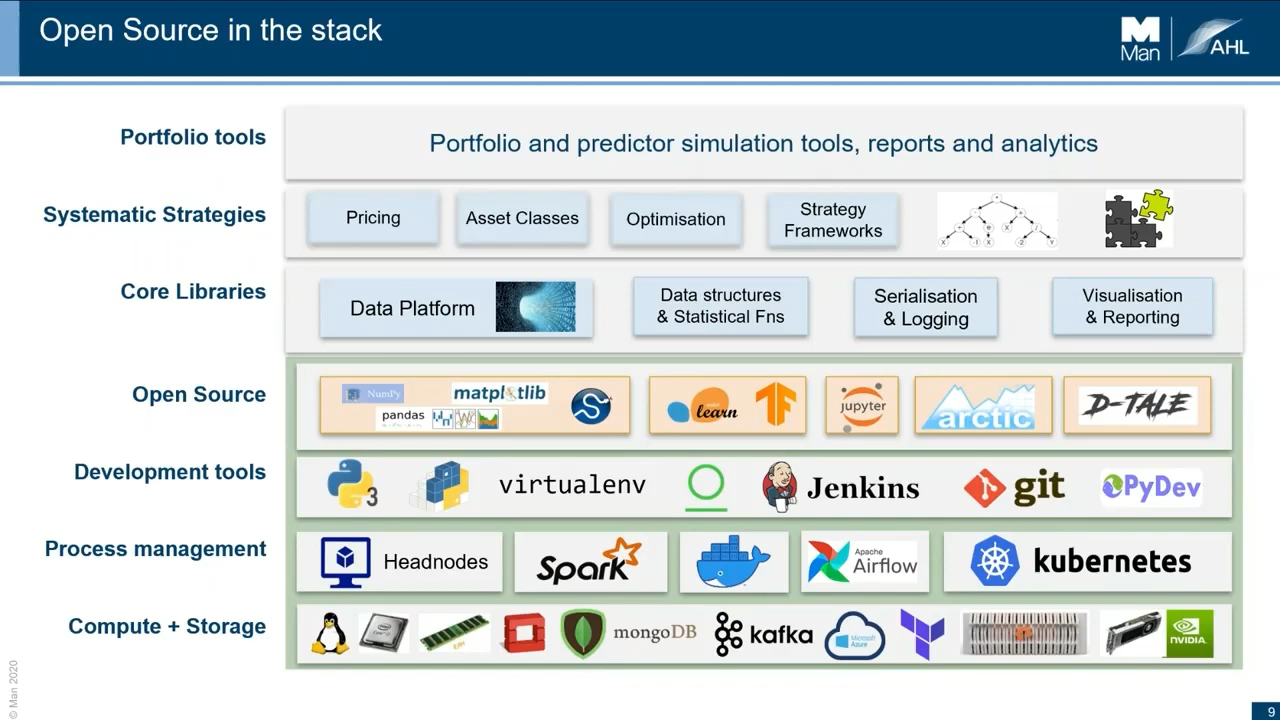 Open Source in the stack
Man
AHL
Portfolio tools
Portfolio and predictor simulation tools, reports and analytics
Systematic Strategies
Pricing
Asset Classes
Optimisation
Strategy
Frameworks
Core Libraries
Data Platform
Data structures
& Statistical Fns
Serialisation
& Logging
Visualisation
& Reporting
Open Source
NumPy
matplotlib
pandas
learn
TF
jupyter
arctic
D-TALE
Development tools
3
virtualenv
Jenkins
git
PyDev
Process management
Headnodes
Spark
Apache
Airflow
kubernetes
Compute + Storage
mongoDB
kafka
Microsoft
Azure
NVIDIA
© Man 2020
9